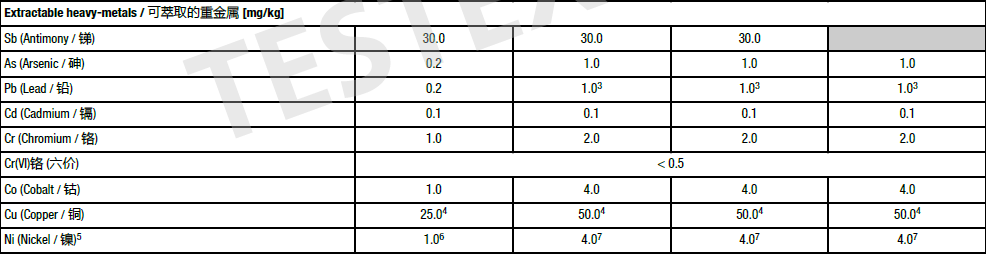 Extractable heavy-metals / 可萃取的重金属 [mg/kg]
Sb (Antimony / 锑) 30.0 30.0 30.0
As (Arsenic / 砷) 0.2 1.0 1.0 1.0
Pb (Lead / 铅) 0.2 1.0³ 1.0³ 1.0³
Cd (Cadmium / 镉) 0.1 0.1 0.1 0.1
Cr (Chromium / 铬) 1.0 2.0 2.0 2.0
Cr(VI)铬 (六价) < 0.5
Co (Cobalt / 钴) 1.0 4.0 4.0 4.0
Cu (Copper / 铜) 25.0⁴ 50.0⁴ 50.0⁴ 50.0⁴
Ni (Nickel / 镍)⁵ 1.0⁶ 4.0⁷ 4.0⁷ 4.0⁷